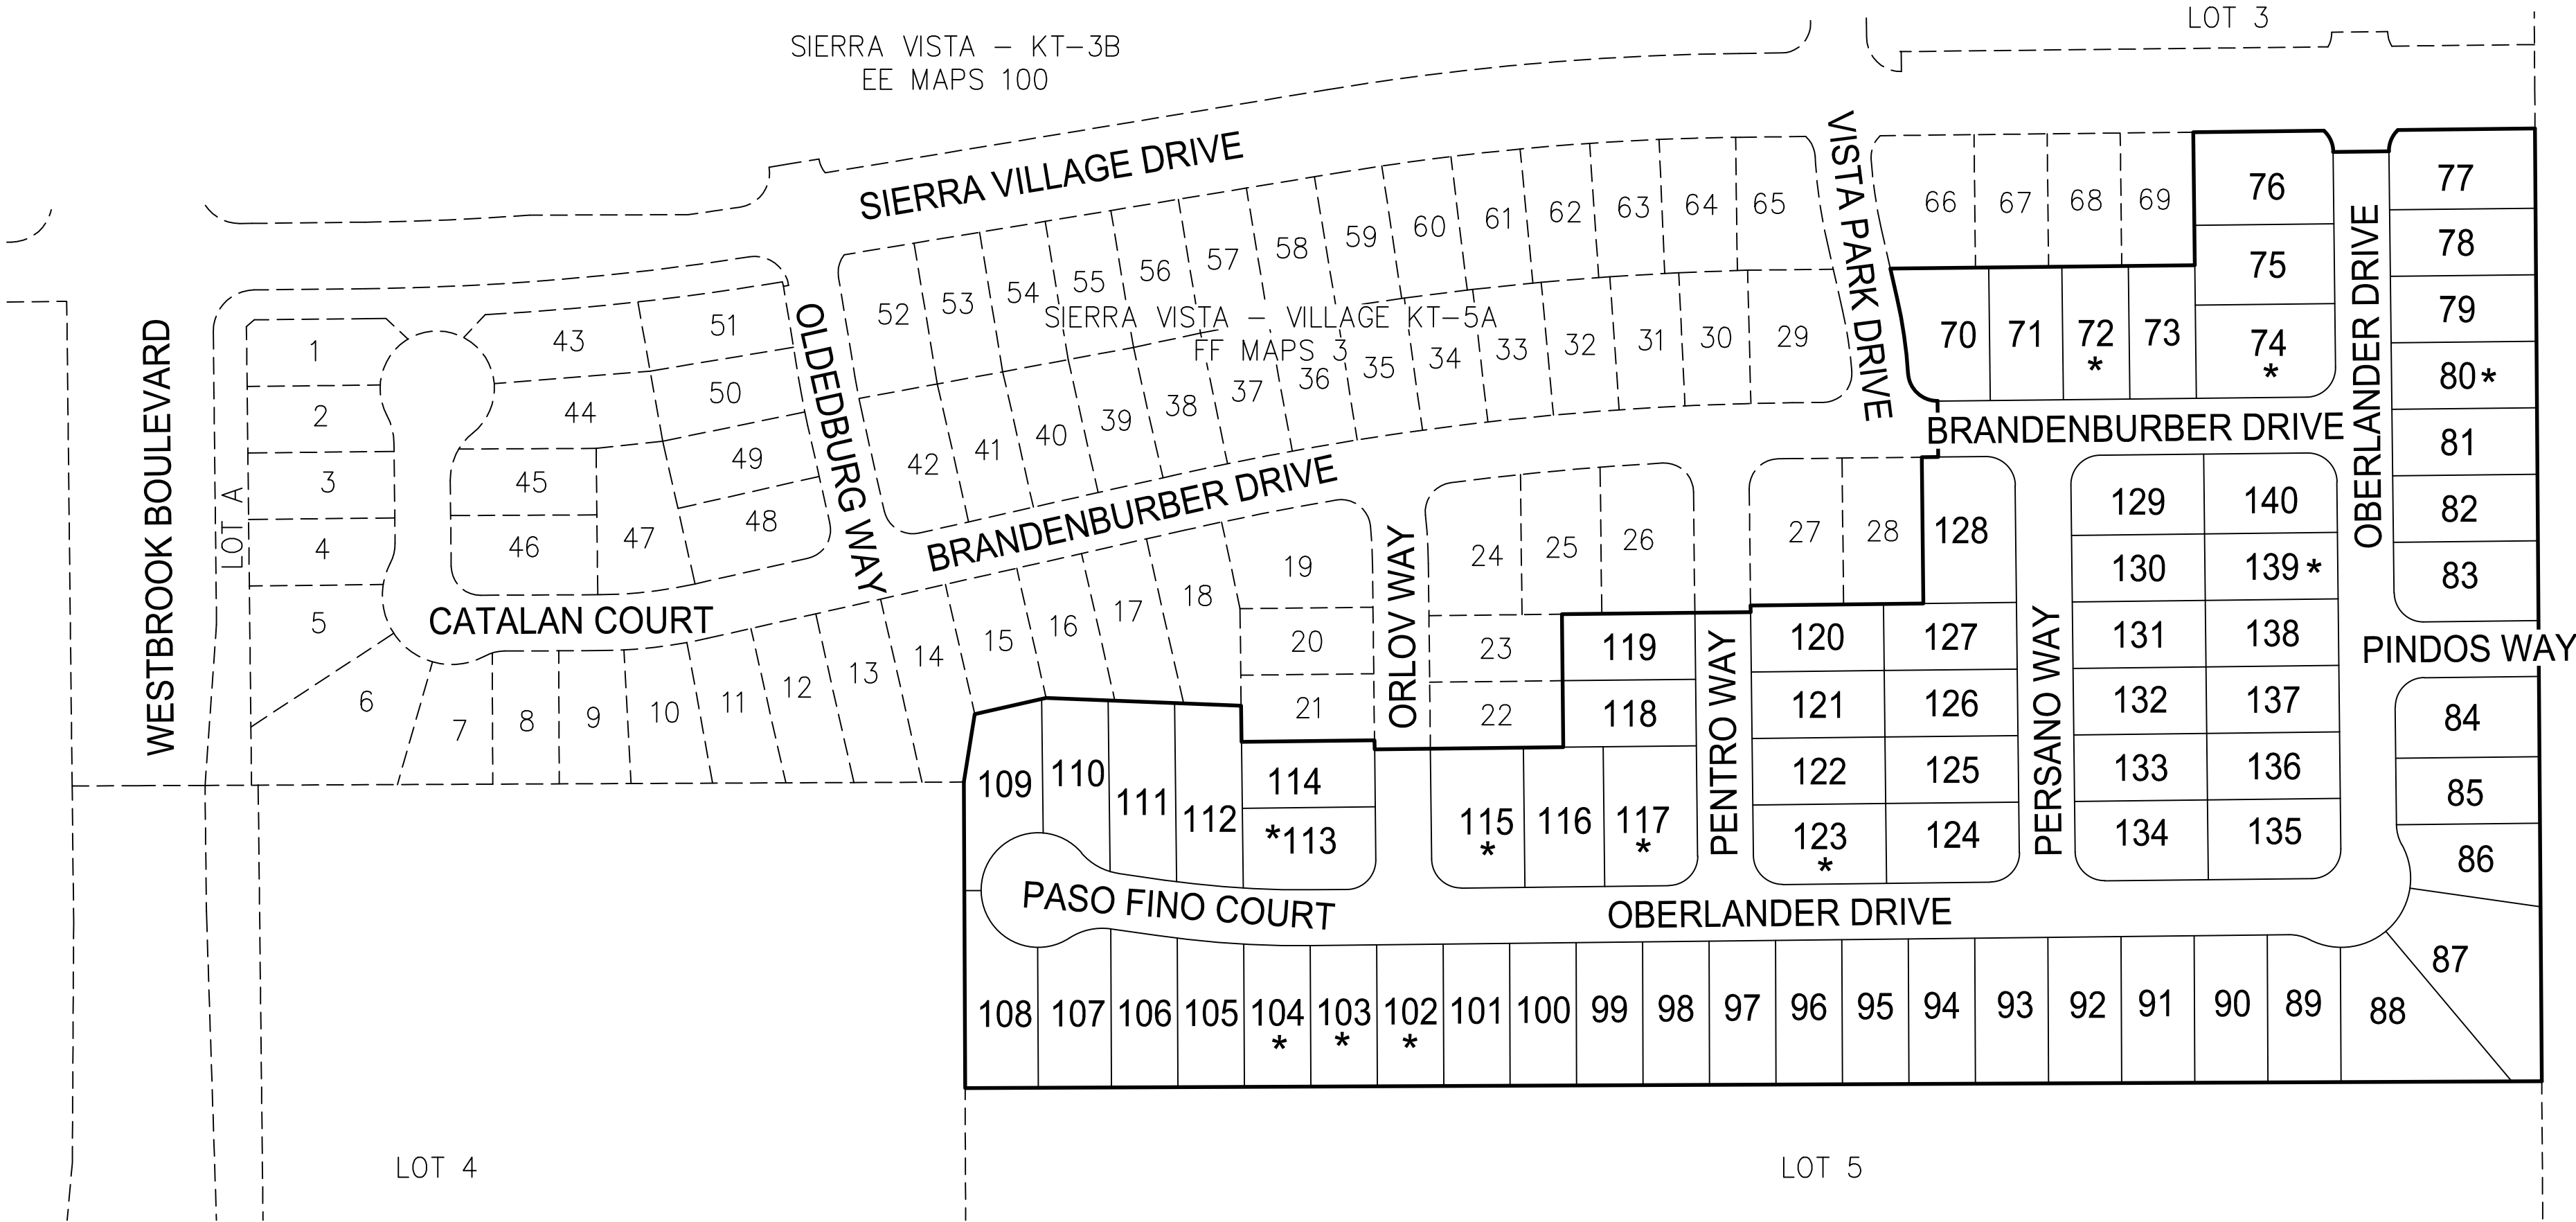 LOT 3
SIERRA VISTA - KT-3B
EE MAPS 100
SIERRA VILLAGE DRIVE
VISTA PARK DRIVE
66 67 68 69
76
77
75
78
OBERLANDER DRIVE
52 53 54 55 56 57 58 59 60 61 62 63 64 65
SIERRA VISTA - VILLAGE KT-5A
FF MAPS 3
WESTBROOK BOULEVARD
LOT A
1
2
3
4
5
6
43
44
45
46
47
51
50
49
48
OLDEDBURG WAY
42 41 40 39 38 37 36 35 34 33 32 31 30 29
70 71 72* 73
74
*
79
80*
81
82
83
BRANDENBURBER DRIVE
BRANDENBURBER DRIVE
CATALAN COURT
7 8 9 10 11 12 13 14 15 16 17 18
19
20
21
ORLOV WAY
24 25 26
23
22
27 28
128
129 140
130 139*
131 138
132 137
133 136
134 135
PINDOS WAY
119
118
PENTRO WAY
120 127
121 126
122 125
123 124
*
PERSANO WAY
84
85
86
87
88
109 110 111 112
114
*113
115 116 117
* *
PASO FINO COURT
OBERLANDER DRIVE
108 107 106 105 104 103 102 101 100 99 98 97 96 95 94 93 92 91 90 89
* * *
LOT 4
LOT 5